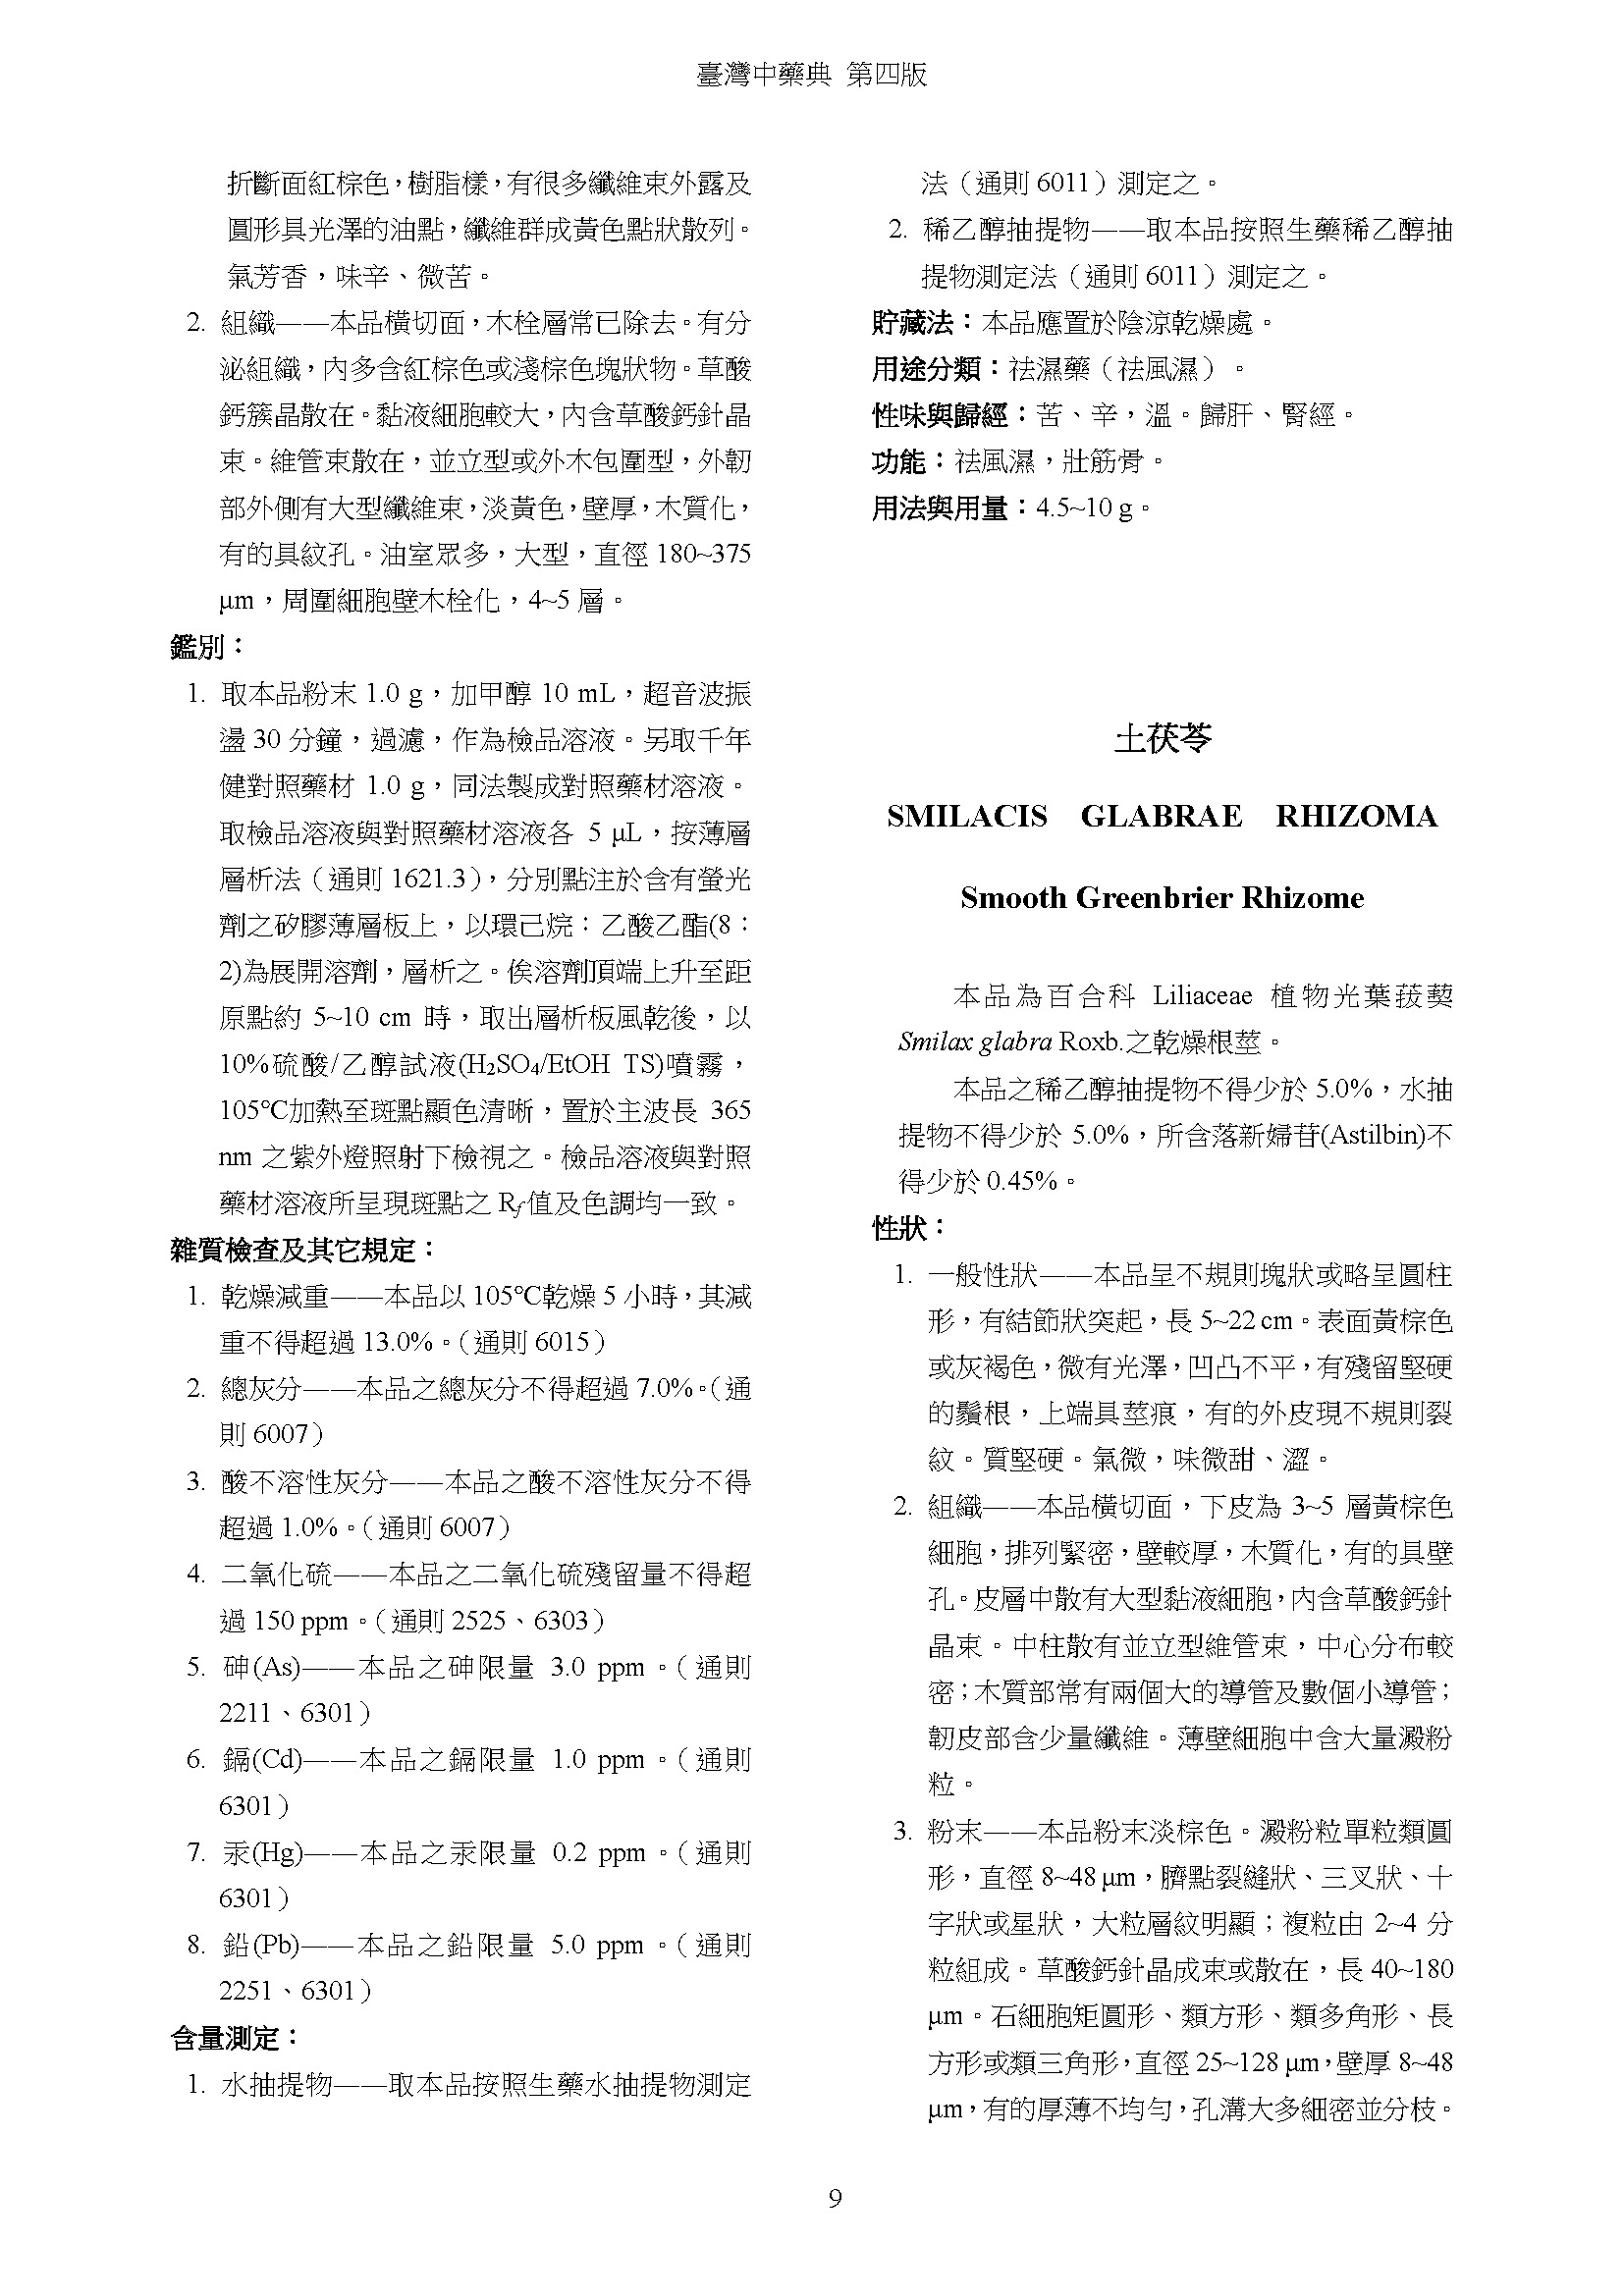 臺灣中藥典 第四版
折斷面紅棕色，樹脂樣，有很多纖維束外露及
圓形具光澤的油點，纖維群成黃色點狀散列。
氣芳香，味辛、微苦。
2. 組織——本品橫切面，木栓層常已除去。有分
泌組織，內多含紅棕色或淺棕色塊狀物。草酸
鈣簇晶散在。黏液細胞較大，內含草酸鈣針晶
束。維管束散在，並立型或外木包圍型，外韌
部外側有大型纖維束，淡黃色，壁厚，木質化，
有的具紋孔。油室眾多，大型，直徑 180~375
μm，周圍細胞壁木栓化，4~5 層。
鑑別：
1. 取本品粉末 1.0 g，加甲醇 10 mL，超音波振
盪 30 分鐘，過濾，作為檢品溶液。另取千年
健對照藥材 1.0 g，同法製成對照藥材溶液。
取檢品溶液與對照藥材溶液各 5 μL，按薄層
層析法（通則 1621.3），分別點注於含有螢光
劑之矽膠薄層板上，以環己烷：乙酸乙酯(8：
2)為展開溶劑，層析之。俟溶劑頂端上升至距
原點約 5~10 cm 時，取出層析板風乾後，以
10%硫酸/乙醇試液(H₂SO₄/EtOH TS)噴霧，
105℃加熱至斑點顯色清晰，置於主波長 365
nm 之紫外燈照射下檢視之。檢品溶液與對照
藥材溶液所呈現斑點之 Rf 值及色調均一致。
雜質檢查及其它規定：
1. 乾燥減重——本品以 105℃乾燥 5 小時，其減
重不得超過 13.0%。（通則 6015）
2. 總灰分——本品之總灰分不得超過 7.0%。（通
則 6007）
3. 酸不溶性灰分——本品之酸不溶性灰分不得
超過 1.0%。（通則 6007）
4. 二氧化硫——本品之二氧化硫殘留量不得超
過 150 ppm。（通則 2525、6303）
5. 砷(As)——本品之砷限量 3.0 ppm。（通則
2211、6301）
6. 鎘(Cd)——本品之鎘限量 1.0 ppm。（通則
6301）
7. 汞(Hg)——本品之汞限量 0.2 ppm。（通則
6301）
8. 鉛(Pb)——本品之鉛限量 5.0 ppm。（通則
2251、6301）
含量測定：
1. 水抽提物——取本品按照生藥水抽提物測定
法（通則 6011）測定之。
2. 稀乙醇抽提物——取本品按照生藥稀乙醇抽
提物測定法（通則 6011）測定之。
貯藏法：本品應置於陰涼乾燥處。
用途分類：祛濕藥（祛風濕）。
性味與歸經：苦、辛，溫。歸肝、腎經。
功能：祛風濕，壯筋骨。
用法與用量：4.5~10 g。
土茯苓
SMILACIS GLABRAE RHIZOMA
Smooth Greenbrier Rhizome
本品為百合科 Liliaceae 植物光葉菝葜
Smilax glabra Roxb.之乾燥根莖。
本品之稀乙醇抽提物不得少於 5.0%，水抽
提物不得少於 5.0%，所含落新婦苷(Astilbin)不
得少於 0.45%。
性狀：
1. 一般性狀——本品呈不規則塊狀或略呈圓柱
形，有結節狀突起，長 5~22 cm。表面黃棕色
或灰褐色，微有光澤，凹凸不平，有殘留堅硬
的鬚根，上端具莖痕，有的外皮現不規則裂
紋。質堅硬。氣微，味微甜、澀。
2. 組織——本品橫切面，下皮為 3~5 層黃棕色
細胞，排列緊密，壁較厚，木質化，有的具壁
孔。皮層中散有大型黏液細胞，內含草酸鈣針
晶束。中柱散有並立型維管束，中心分布較
密；木質部常有兩個大的導管及數個小導管；
韌皮部含少量纖維。薄壁細胞中含大量澱粉
粒。
3. 粉末——本品粉末淡棕色。澱粉粒單粒類圓
形，直徑 8~48 μm，臍點裂縫狀、三叉狀、十
字狀或星狀，大粒層紋明顯；複粒由 2~4 分
粒組成。草酸鈣針晶成束或散在，長 40~180
μm。石細胞矩圓形、類方形、類多角形、長
方形或類三角形，直徑 25~128 μm，壁厚 8~48
μm，有的厚薄不均勻，孔溝大多細密並分枝。
9